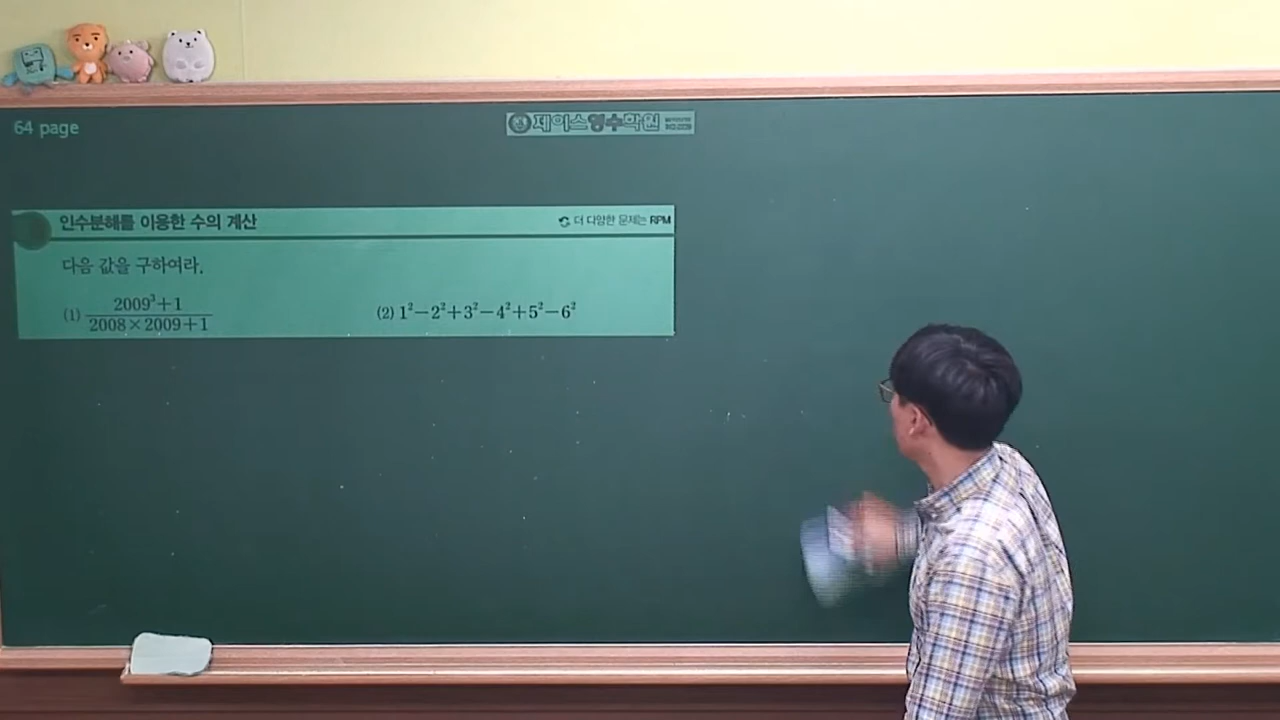 64 page
제이스영수학원
인수분해를 이용한 수의 계산
더 다양한 문제는 RPM
다음 값을 구하여라.
(1) 2009³+1 / 2008×2009+1
(2) 1²−2²+3²−4²+5²−6²